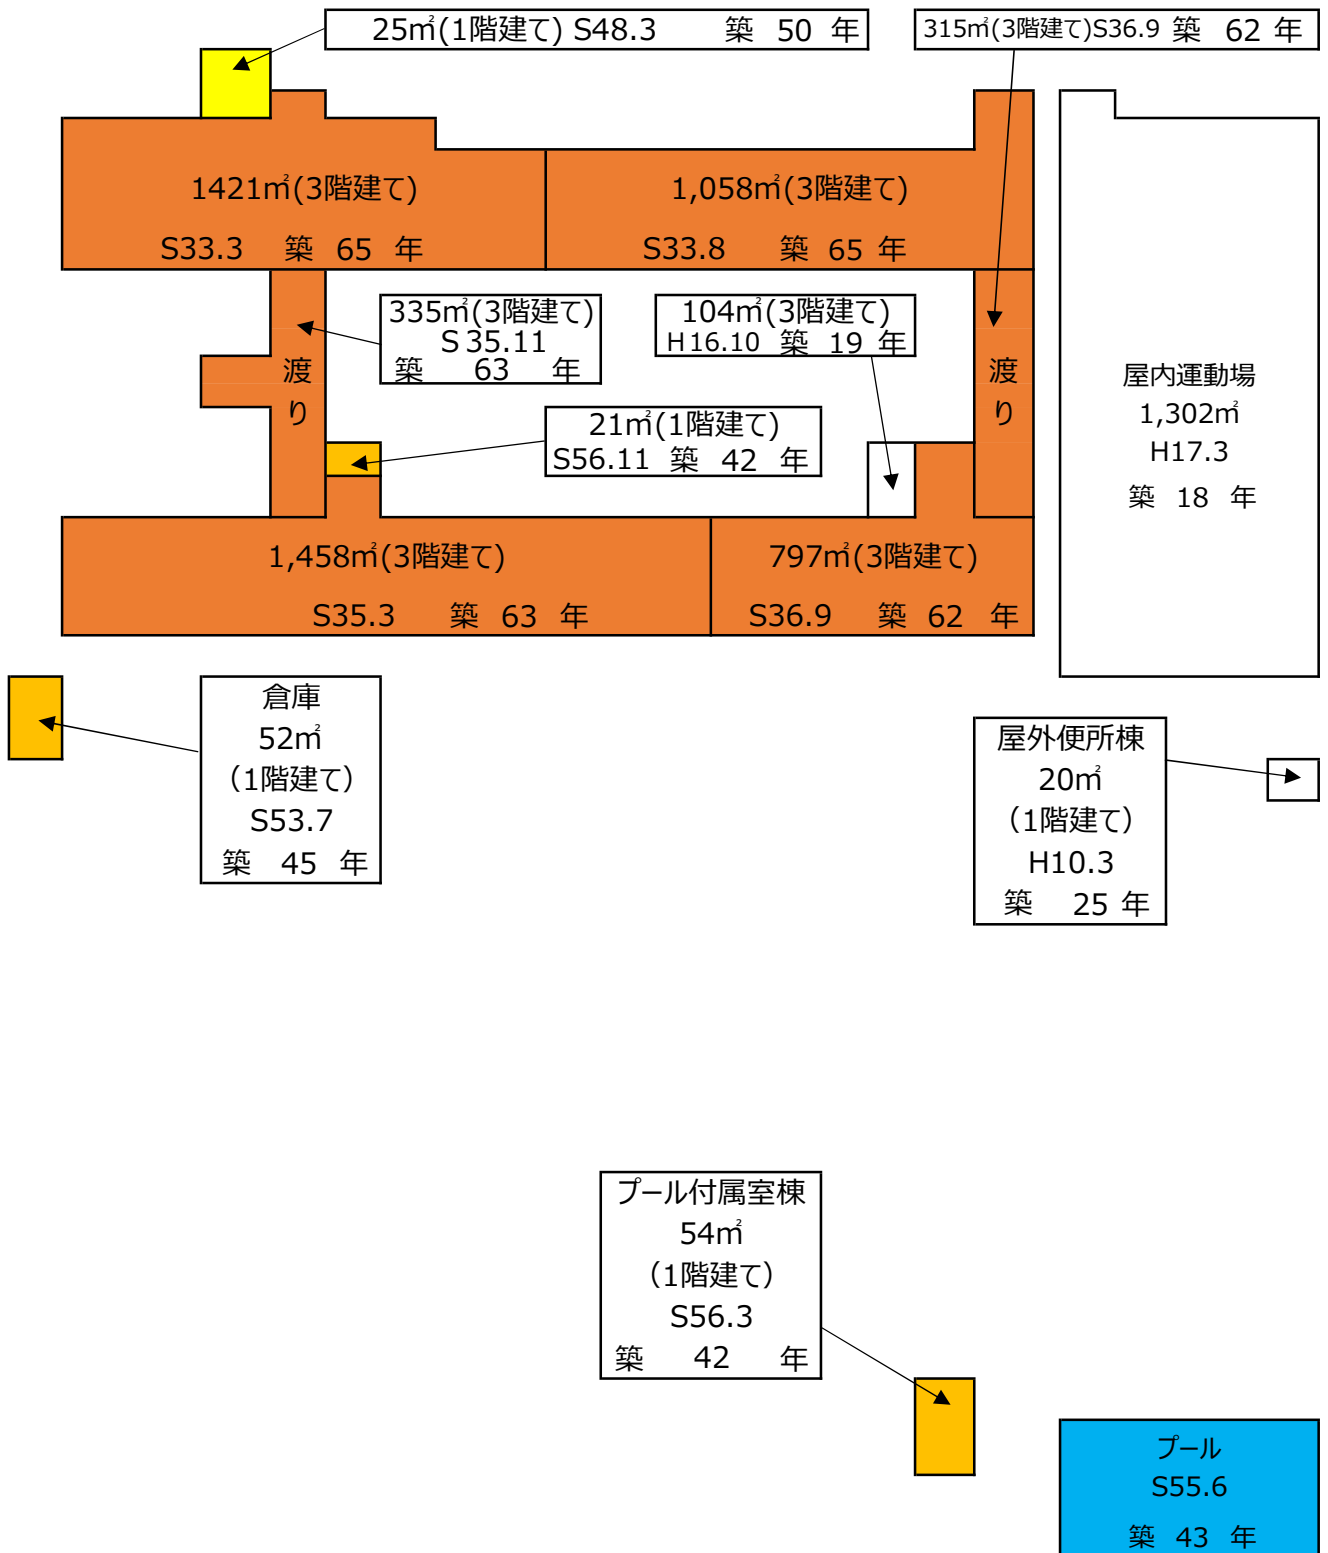 25㎡(1階建て) S48.3 築 50 年
315㎡(3階建て)S36.9 築 62 年
1421㎡(3階建て)
S33.3 築 65 年
1,058㎡(3階建て)
S33.8 築 65 年
335㎡(3階建て)
S35.11
築 63 年
104㎡(3階建て)
H16.10 築 19 年
渡り
渡り
21㎡(1階建て)
S56.11 築 42 年
屋内運動場
1,302㎡
H17.3
築 18 年
1,458㎡(3階建て)
S35.3 築 63 年
797㎡(3階建て)
S36.9 築 62 年
倉庫
52㎡
（1階建て）
S53.7
築 45 年
屋外便所棟
20㎡
（1階建て）
H10.3
築 25 年
プール付属室棟
54㎡
（1階建て）
S56.3
築 42 年
プール
S55.6
築 43 年